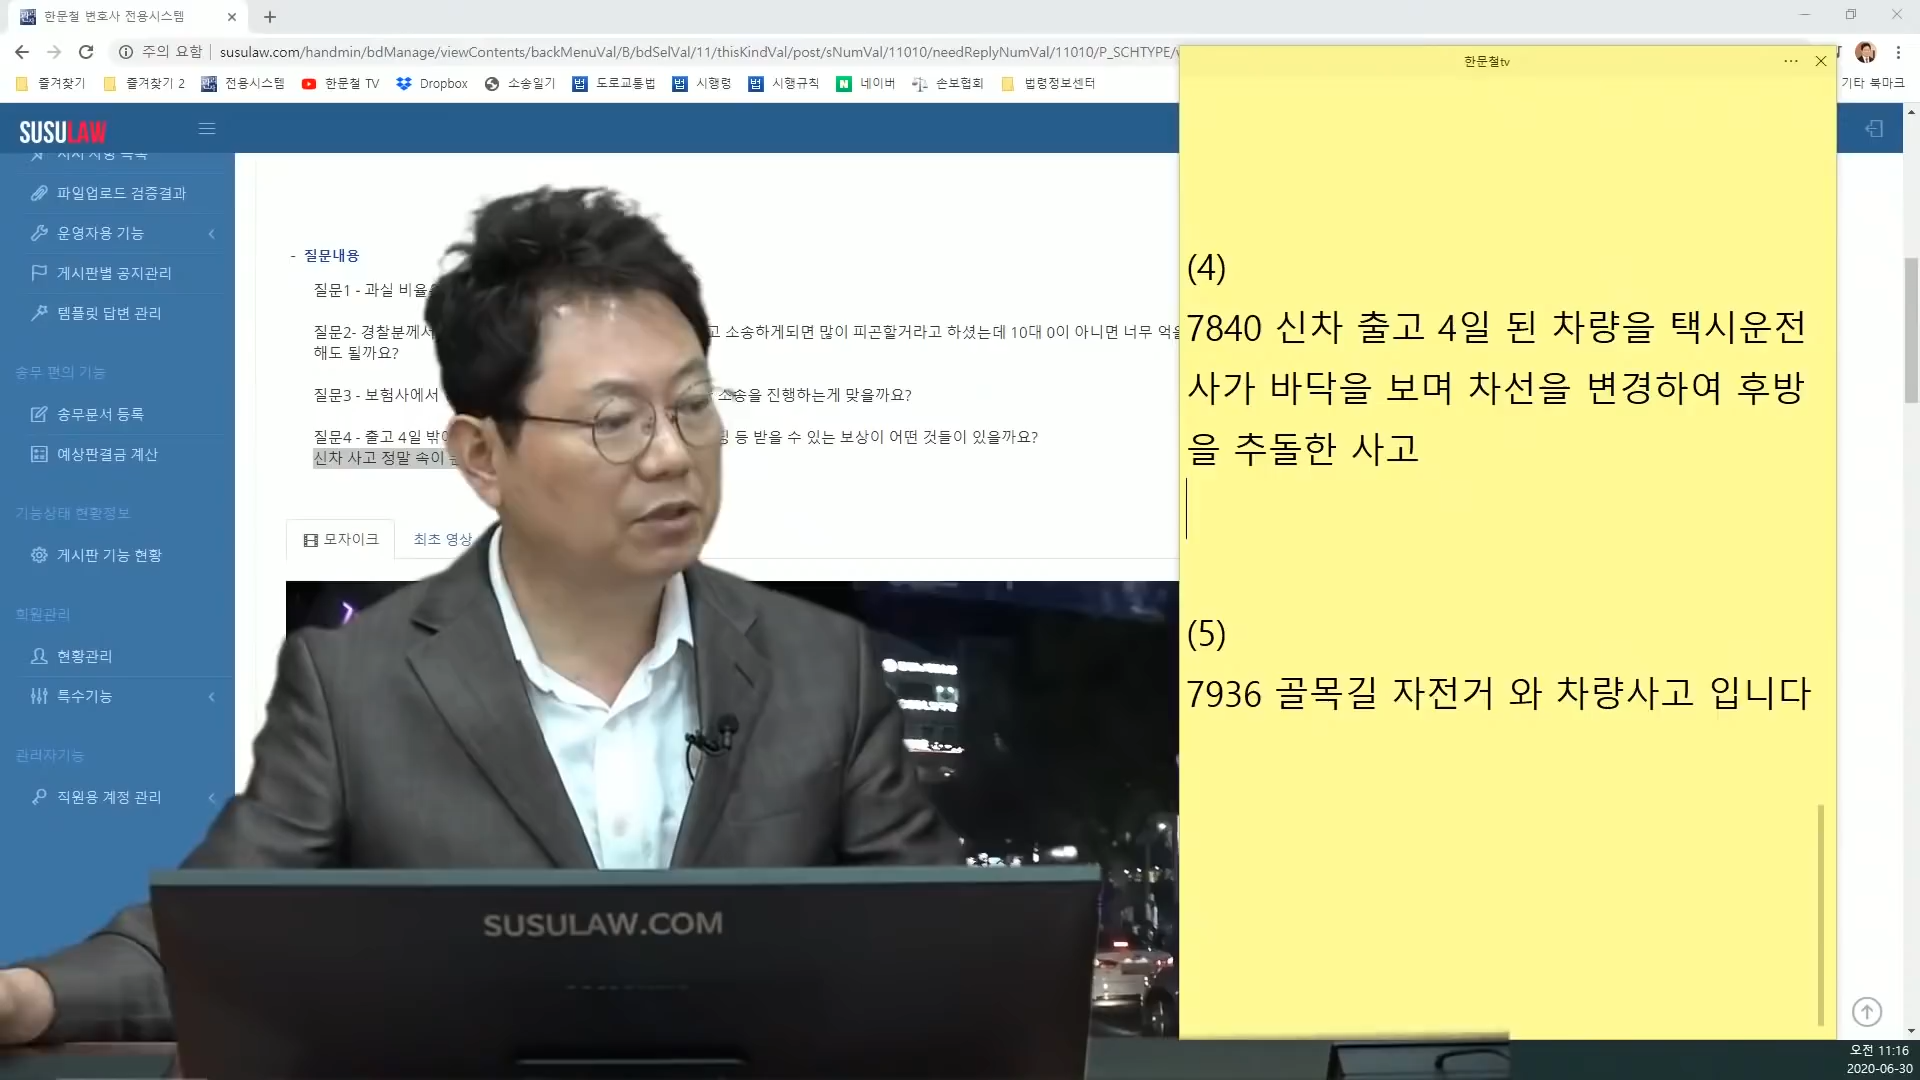 한문철 변호사 전용시스템
주의 요함
susulaw.com/handmin/bdManage/viewContents/backMenuVal/B/bdSelVal/11/thisKindVal/post/sNumVal/11010/needReplyNumVal/11010/P_SCHTYPE/
즐겨찾기
즐겨찾기 2
전용시스템
한문철 TV
Dropbox
소송일기
법 도로교통법
법 시행령
법 시행규칙
N 네이버
손보협회
법령정보센터
기타 북마크
SUSULAW
파일업로드 검증결과
운영자용 기능
게시판별 공지관리
템플릿 답변 관리
송무 편의 기능
송무문서 등록
예상판결금 계산
기능상태 현황정보
게시판 기능 현황
회원관리
현황관리
특수기능
관리자기능
직원용 계정 관리
- 질문내용
질문1 - 과실 비율
질문2- 경찰분께서 고 소송하게되면 많이 피곤할거라고 하셨는데 10대 0이 아니면 너무 억울
해도 될까요?
질문3 - 보험사에서 소송을 진행하는게 맞을까요?
질문4 - 출고 4일 밖에 등 받을 수 있는 보상이 어떤 것들이 있을까요?
신차 사고 정말 속이
모자이크
최초 영상
한문철tv
(4)
7840 신차 출고 4일 된 차량을 택시운전
사가 바닥을 보며 차선을 변경하여 후방
을 추돌한 사고
(5)
7936 골목길 자전거 와 차량사고 입니다
SUSULAW.COM
오전 11:16
2020-06-30